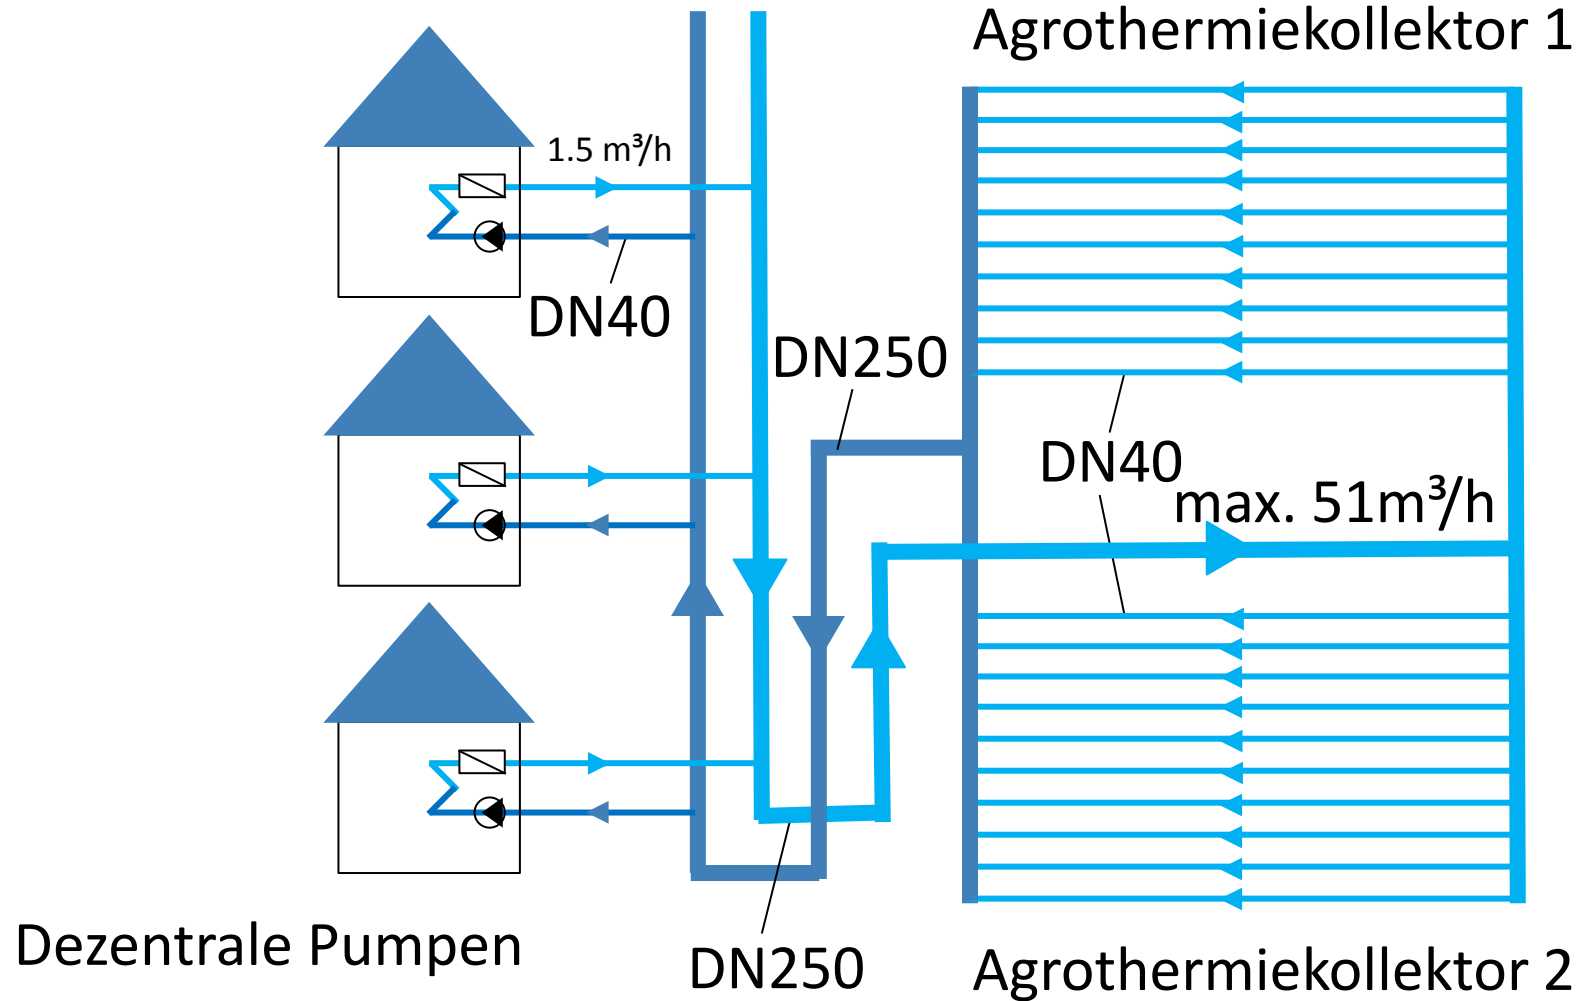 Agrothermiekollektor 1
1.5 m³/h
DN40
DN250
DN40
max. 51m³/h
Dezentrale Pumpen
DN250
Agrothermiekollektor 2